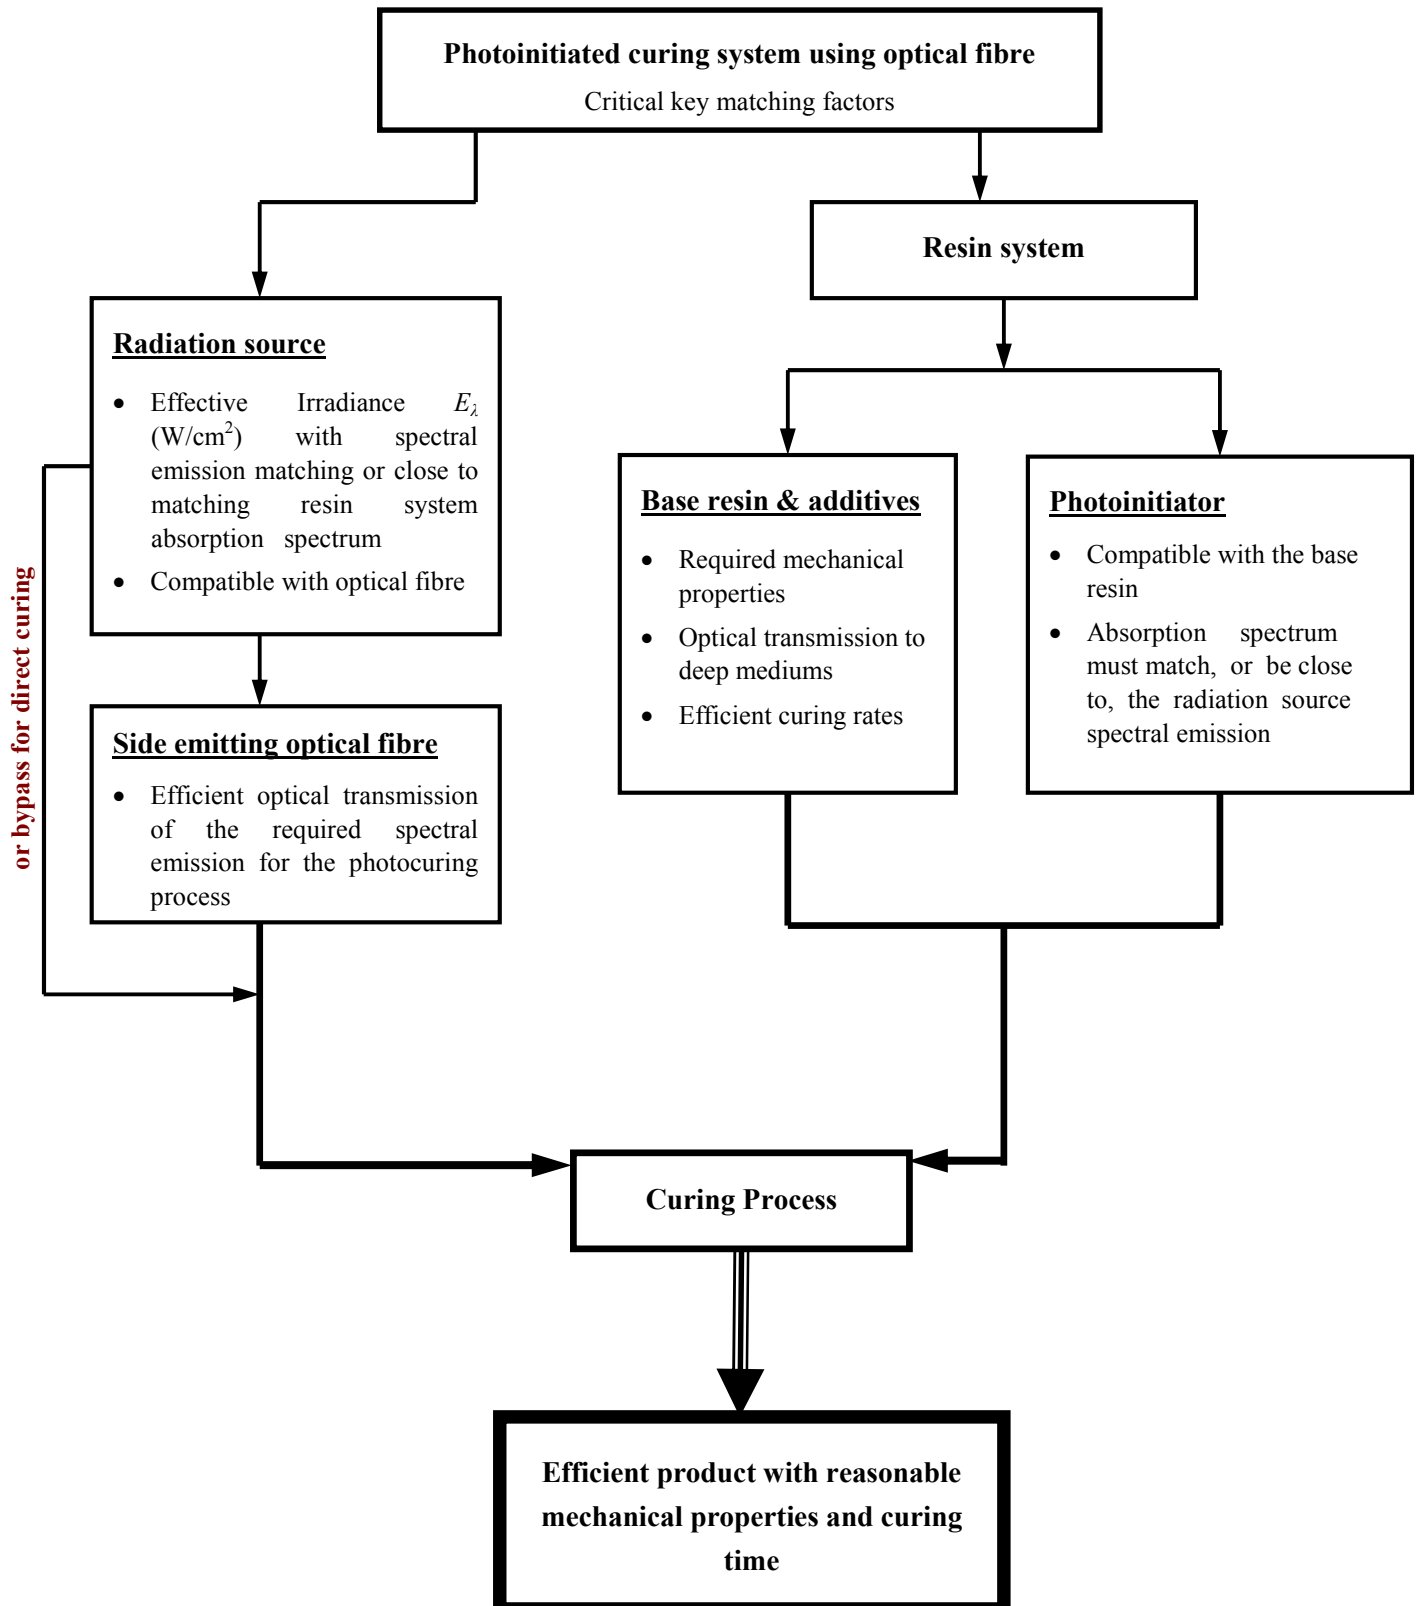 Photoinitiated curing system using optical fibre
Critical key matching factors
Resin system
Radiation source
• Effective Irradiance E_λ
(W/cm²) with spectral
emission matching or close to
matching resin system
absorption spectrum
• Compatible with optical fibre
or bypass for direct curing
Side emitting optical fibre
• Efficient optical transmission
of the required spectral
emission for the photocuring
process
Base resin & additives
• Required mechanical
properties
• Optical transmission to
deep mediums
• Efficient curing rates
Photoinitiator
• Compatible with the base
resin
• Absorption spectrum
must match, or be close
to, the radiation source
spectral emission
Curing Process
Efficient product with reasonable
mechanical properties and curing
time